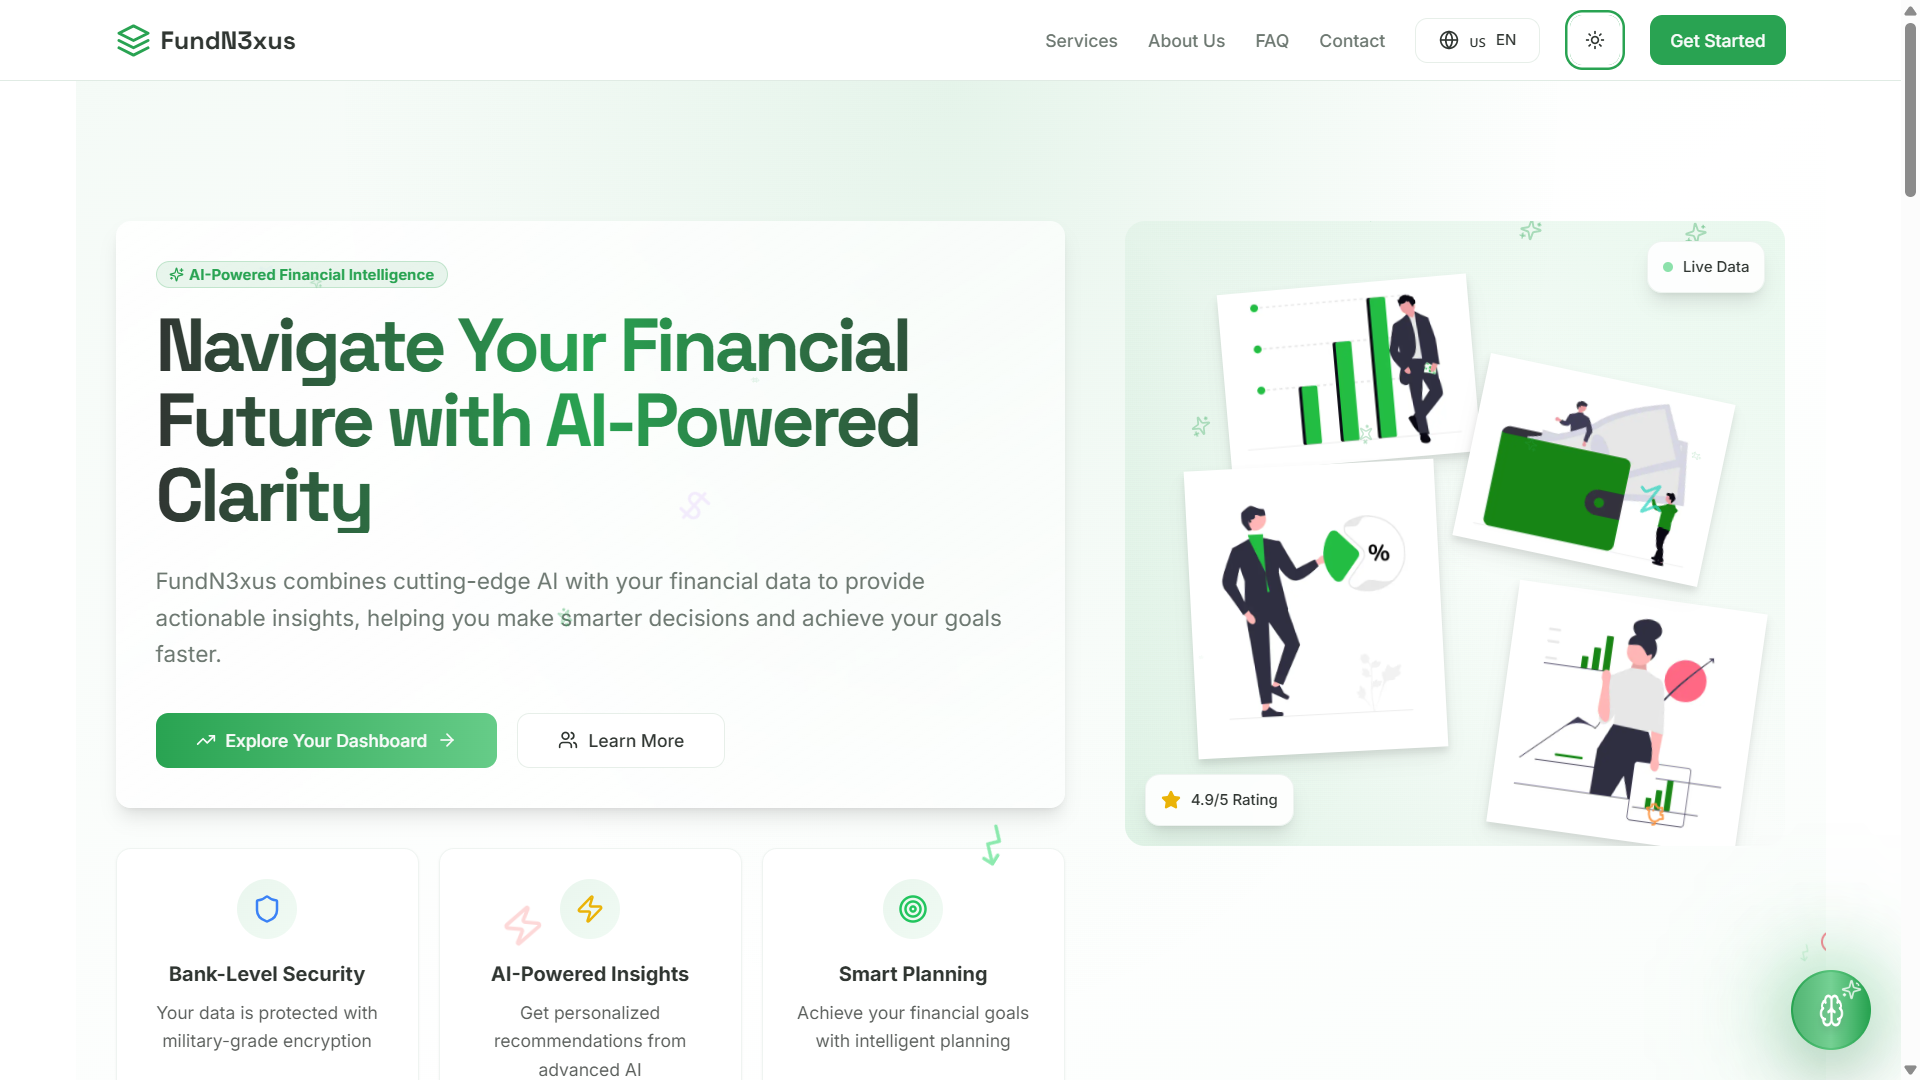 FundN3xus
Services
About Us
FAQ
Contact
US EN
Get Started
AI-Powered Financial Intelligence
Navigate Your Financial
Future with AI-Powered
Clarity
FundN3xus combines cutting-edge AI with your financial data to provide
actionable insights, helping you make smarter decisions and achieve your goals
faster.
Explore Your Dashboard
Learn More
Live Data
%
4.9/5 Rating
Bank-Level Security
Your data is protected with
military-grade encryption
AI-Powered Insights
Get personalized
recommendations from
advanced AI
Smart Planning
Achieve your financial goals
with intelligent planning